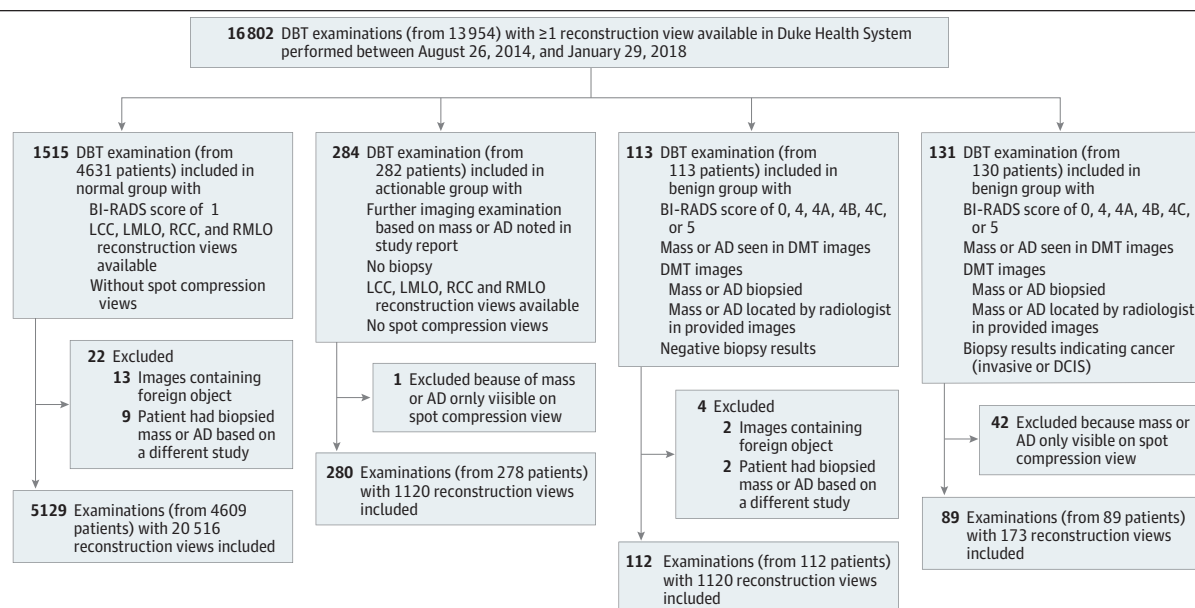 16 802 DBT examinations (from 13 954) with ≥1 reconstruction view available in Duke Health System
performed between August 26, 2014, and January 29, 2018
1515 DBT examination (from
4631 patients) included in
normal group with
BI-RADS score of 1
LCC, LMLO, RCC, and RMLO
reconstruction views
available
Without spot compression
views
22 Excluded
13 Images containing
foreign object
9 Patient had biopsied
mass or AD based on
a different study
5129 Examinations (from 4609
patients) with 20 516
reconstruction views included
284 DBT examination (from
282 patients) included in
actionable group with
Further imaging examination
based on mass or AD noted in
study report
No biopsy
LCC, LMLO, RCC and RMLO
reconstruction views available
No spot compression views
1 Excluded beause of mass
or AD ornly viisible on
spot compression view
280 Examinations (from 278 patients)
with 1120 reconstruction views
included
113 DBT examination (from
113 patients) included in
benign group with
BI-RADS score of 0, 4, 4A, 4B, 4C,
or 5
Mass or AD seen in DMT images
DMT images
Mass or AD biopsied
Mass or AD located by radiologist
in provided images
Negative biopsy results
4 Excluded
2 Images containing
foreign object
2 Patient had biopsied
mass or AD based on
a different study
112 Examinations (from 112 patients)
with 1120 reconstruction views
included
131 DBT examination (from
130 patients) included in
benign group with
BI-RADS score of 0, 4, 4A, 4B, 4C,
or 5
Mass or AD seen in DMT images
DMT images
Mass or AD biopsied
Mass or AD located by radiologist
in provided images
Biopsy results indicating cancer
(invasive or DCIS)
42 Excluded because mass or
AD only visible on spot
compression view
89 Examinations (from 89 patients)
with 173 reconstruction views
included